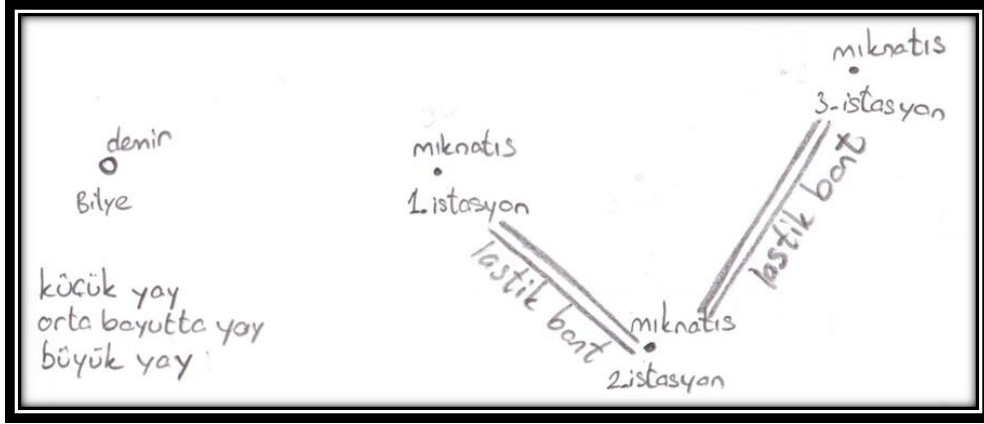 mıknatıs
3-istasyon
demir
Bilye
mıknatıs
1.istasyon
lastik bant
lastik bant
küçük yay
orta boyutta yay
büyük yay
mıknatıs
2.istasyon